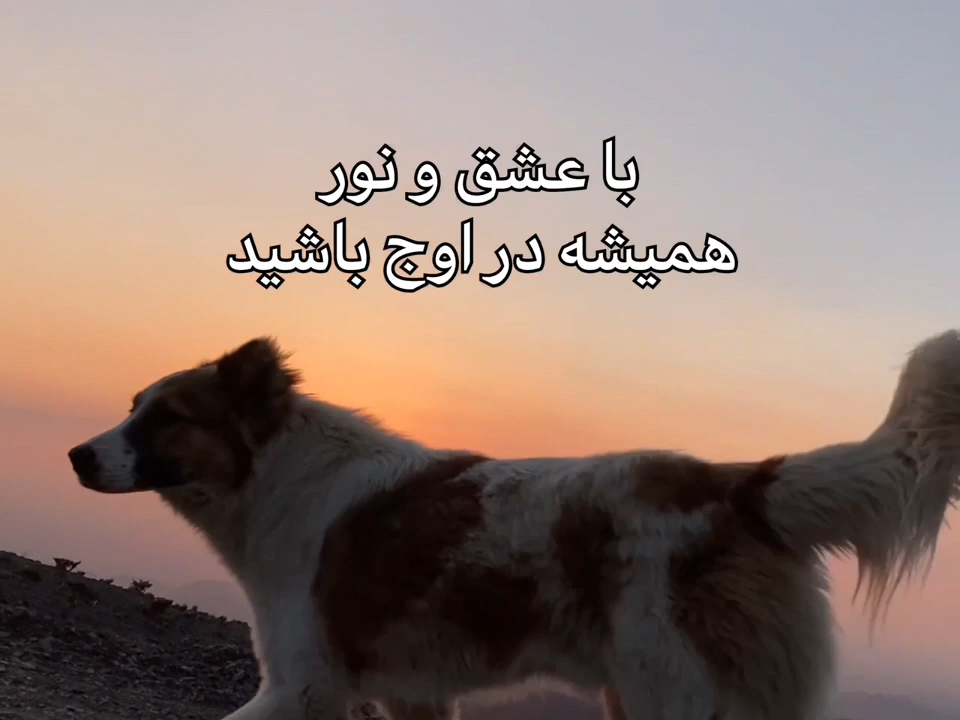 با عشق و نور
همیشه در اوج باشید